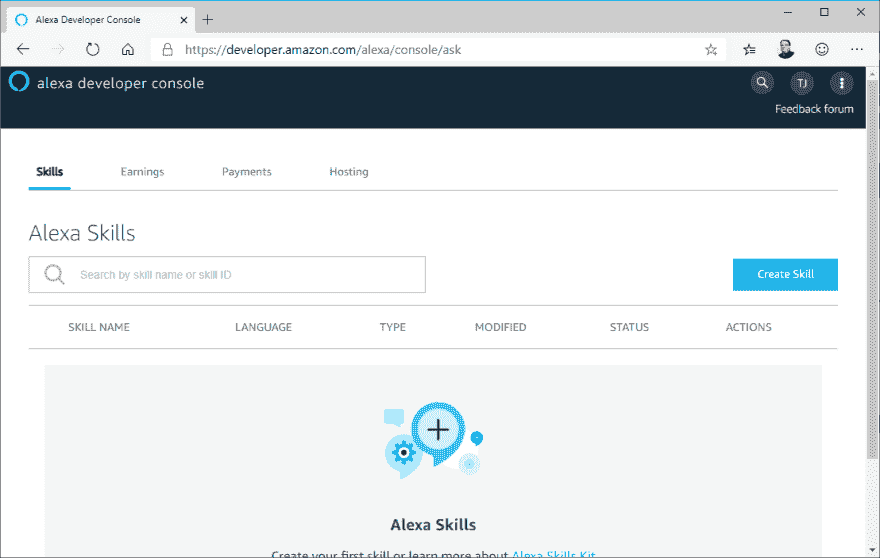 Alexa Developer Console
https://developer.amazon.com/alexa/console/ask
alexa developer console
TJ
Feedback forum
Skills Earnings Payments Hosting
Alexa Skills
Search by skill name or skill ID
Create Skill
SKILL NAME LANGUAGE TYPE MODIFIED STATUS ACTIONS
Alexa Skills
Create your first skill or learn more about Alexa Skills Kit